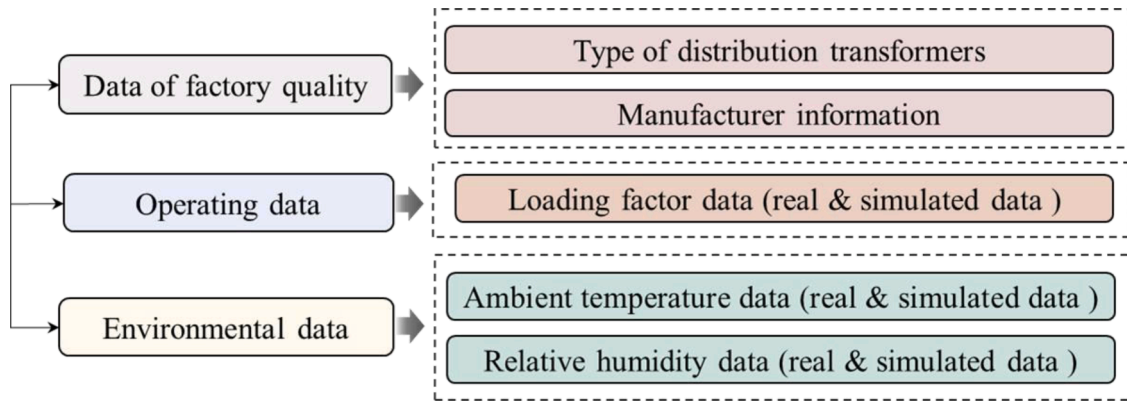 Data of factory quality
Type of distribution transformers
Manufacturer information
Operating data
Loading factor data (real & simulated data )
Environmental data
Ambient temperature data (real & simulated data )
Relative humidity data (real & simulated data )